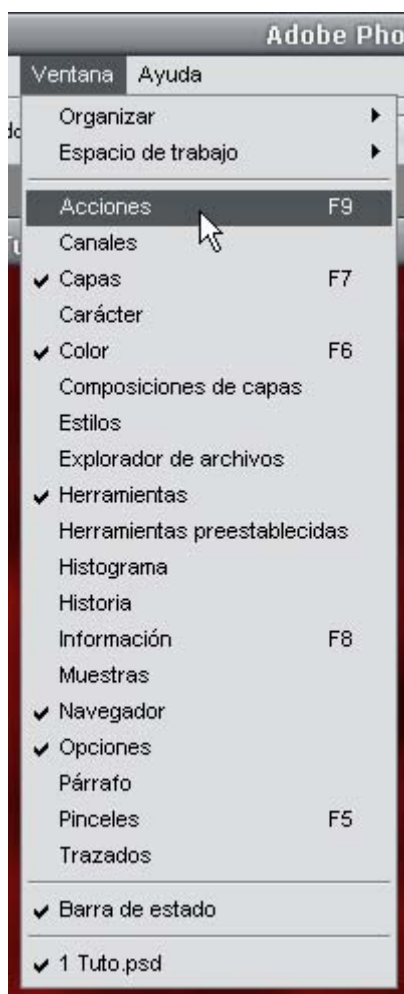 Adobe Pho
Ventana Ayuda
Organizar
Espacio de trabajo
Acciones F9
Canales
Capas F7
Carácter
Color F6
Composiciones de capas
Estilos
Explorador de archivos
Herramientas
Herramientas preestablecidas
Histograma
Historia
Información F8
Muestras
Navegador
Opciones
Párrafo
Pinceles F5
Trazados
Barra de estado
1 Tuto.psd